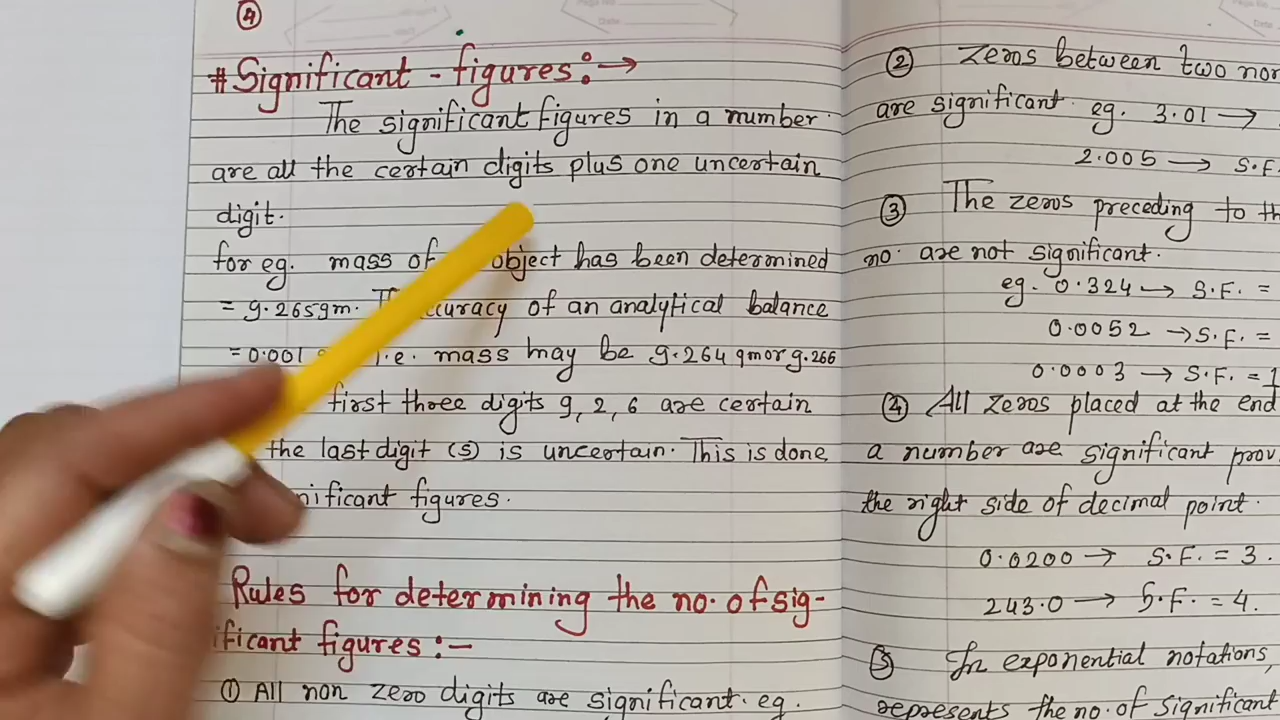 4
# Significant - figures :→
The significant figures in a number
are all the certain digits plus one uncertain
digit.
for eg. mass of object has been determined
= 9.265gm. of an analytical balance
= 0.001 i.e. mass may be 9.264 gm or 9.266
first three digits 9, 2, 6 are certain
the last digit (5) is uncertain. This is done
figures.
Rules for determining the no. of sig-
ificant figures :-
① All non zero digits are significant. eg.
② Zeros between two
are significant. eg. 3.01 →
2.005 → S.F.
③ The zeros preceding to
no. are not significant.
eg. 0.324 → S.F. =
0.0052 → S.F. =
0.0003 → S.F. = 1
④ All zeros placed at the end
a number are significant
the right side of decimal point.
0.0200 → S.F. = 3.
243.0 → S.F. = 4.
⑤ In exponential notations,
represents the no. of significant